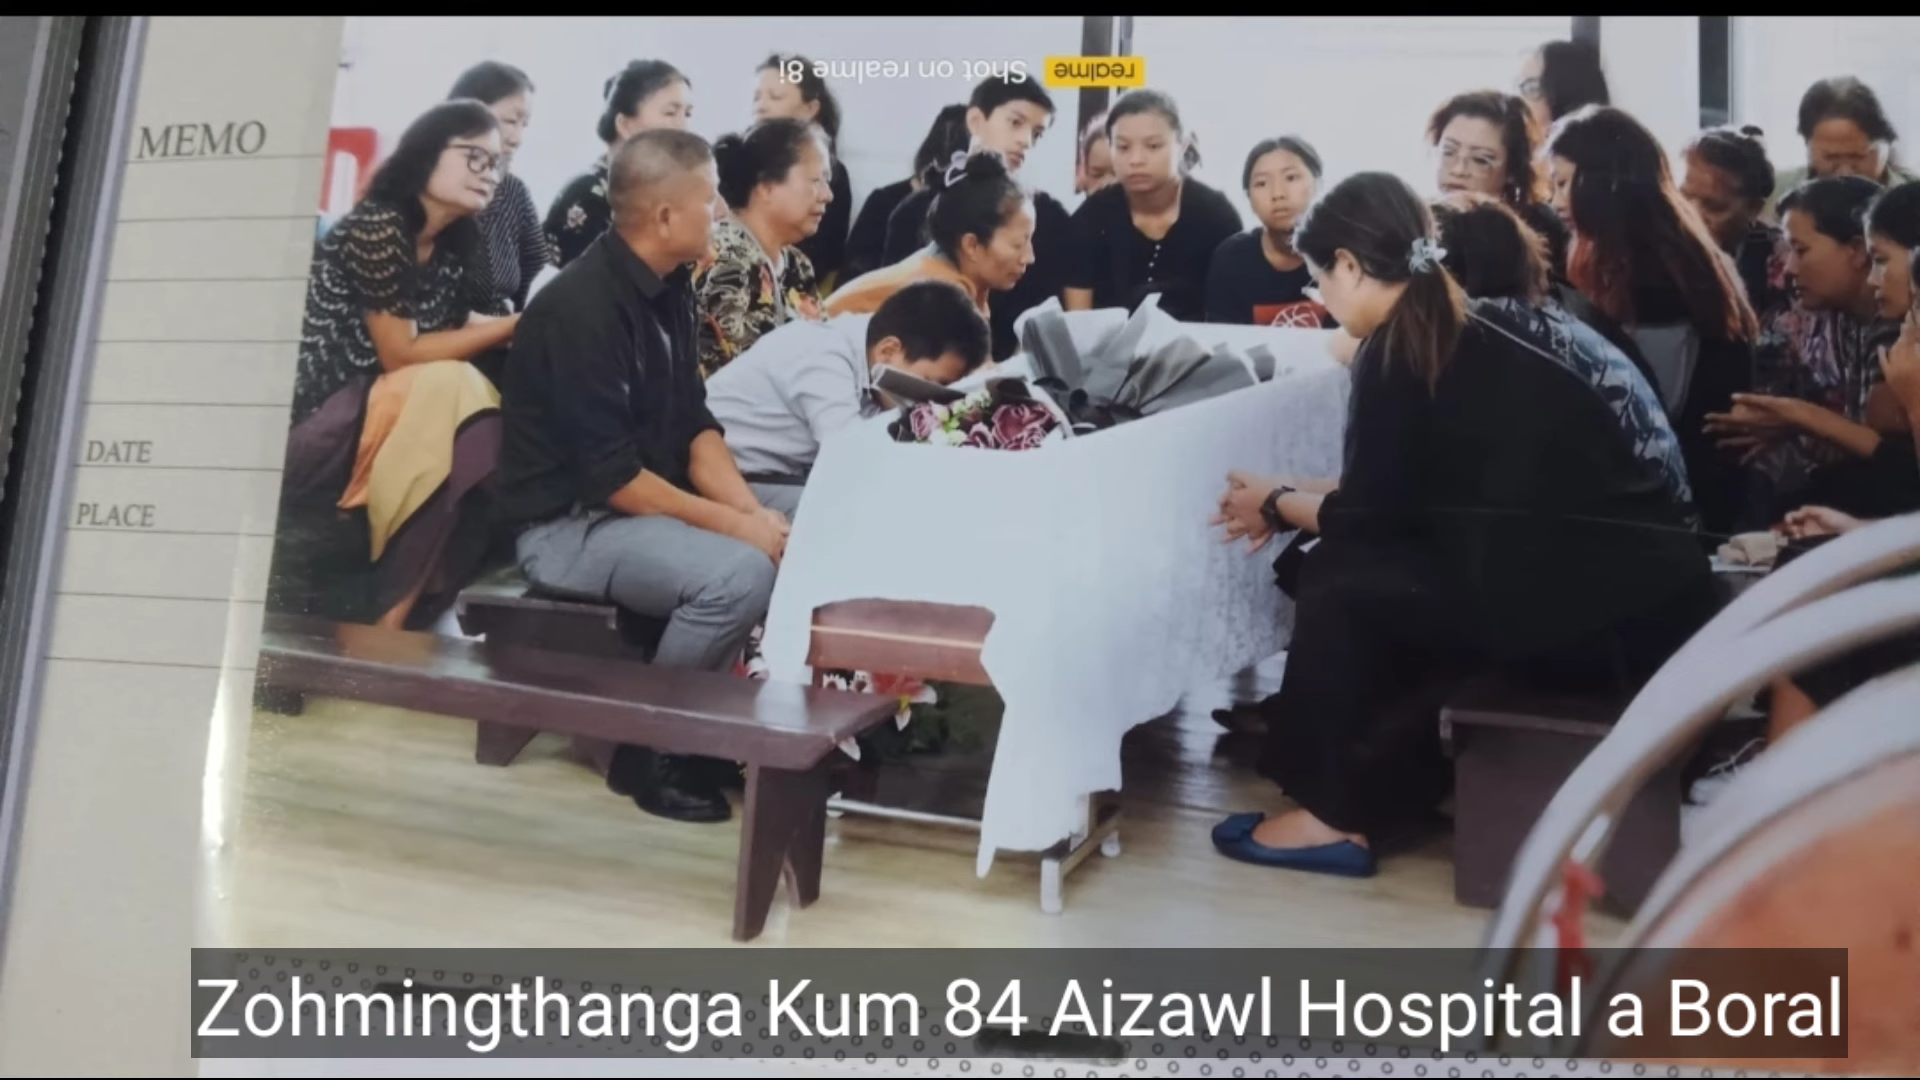 MEMO
DATE
PLACE
realme Shot on realme 8i
Zohmingthanga Kum 84 Aizawl Hospital a Boral